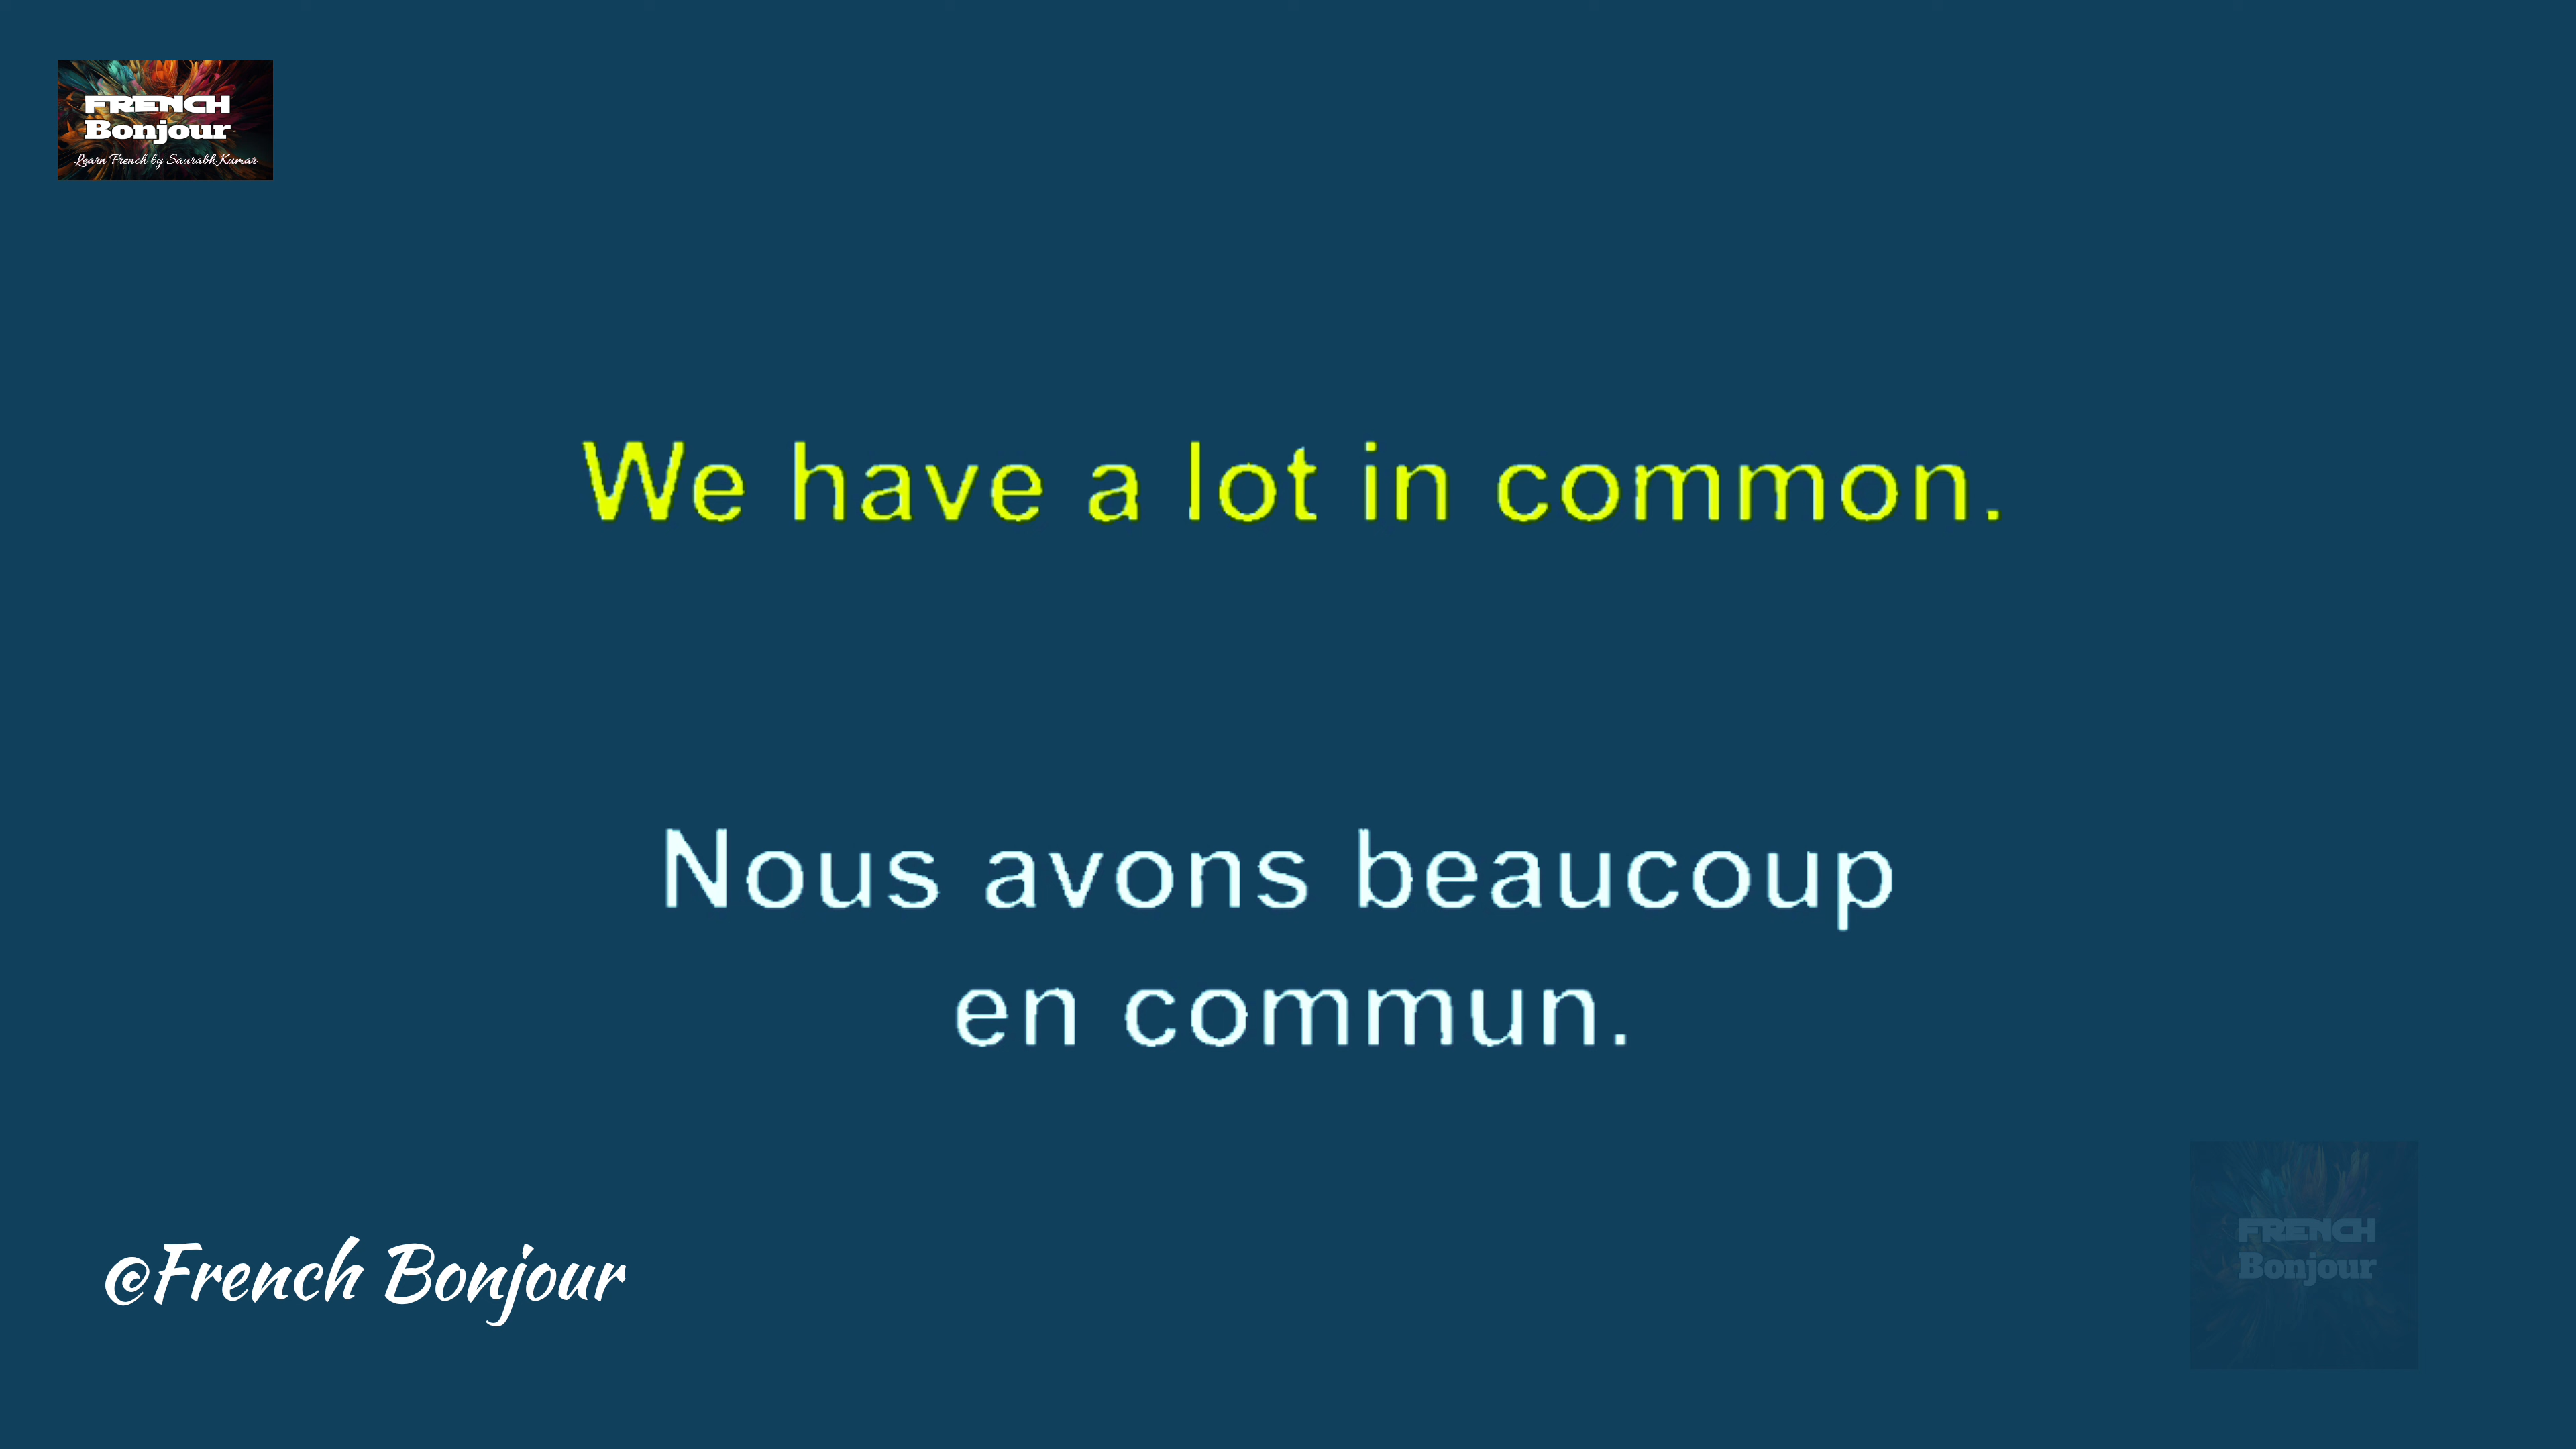 FRENCH
Bonjour
Learn French by Saurabh Kumar
We have a lot in common.
Nous avons beaucoup
en commun.
@French Bonjour
FRENCH
Bonjour